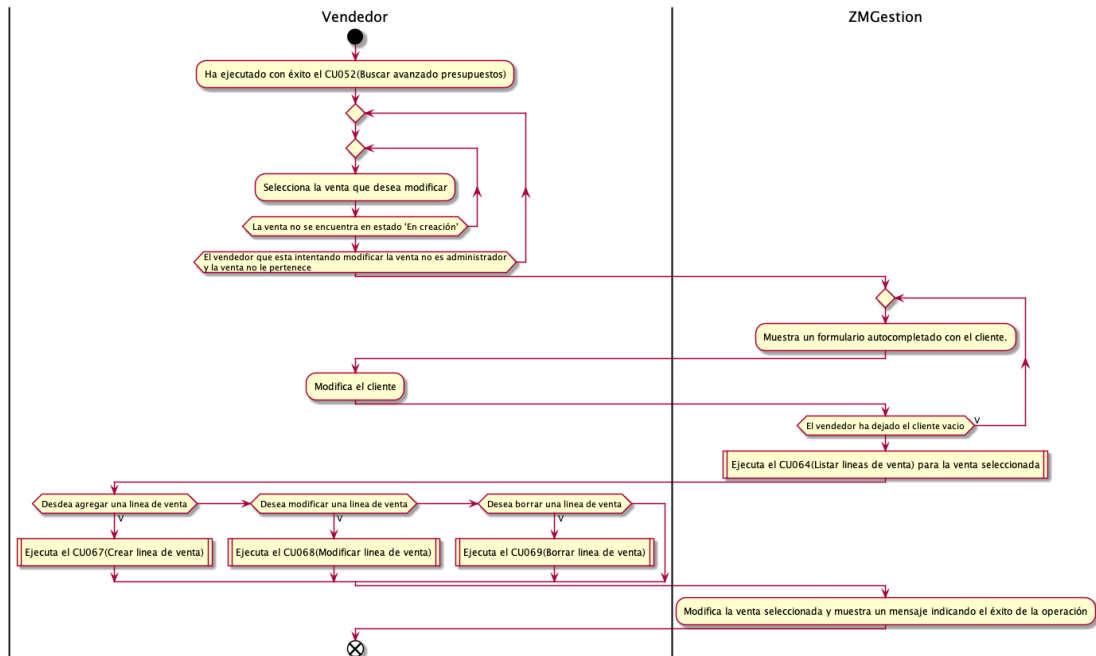 Vendedor
ZMGestion
Ha ejecutado con éxito el CU052(Buscar avanzado presupuestos)
Selecciona la venta que desea modificar
La venta no se encuentra en estado 'En creación'
El vendedor que esta intentando modificar la venta no es administrador
y la venta no le pertenece
Muestra un formulario autocompletado con el cliente.
Modifica el cliente
El vendedor ha dejado el cliente vacio
V
Ejecuta el CU064(Listar lineas de venta) para la venta seleccionada
Desdea agregar una linea de venta
Desea modificar una linea de venta
Desea borrar una linea de venta
V
V
V
Ejecuta el CU067(Crear linea de venta)
Ejecuta el CU068(Modificar linea de venta)
Ejecuta el CU069(Borrar linea de venta)
Modifica la venta seleccionada y muestra un mensaje indicando el éxito de la operación